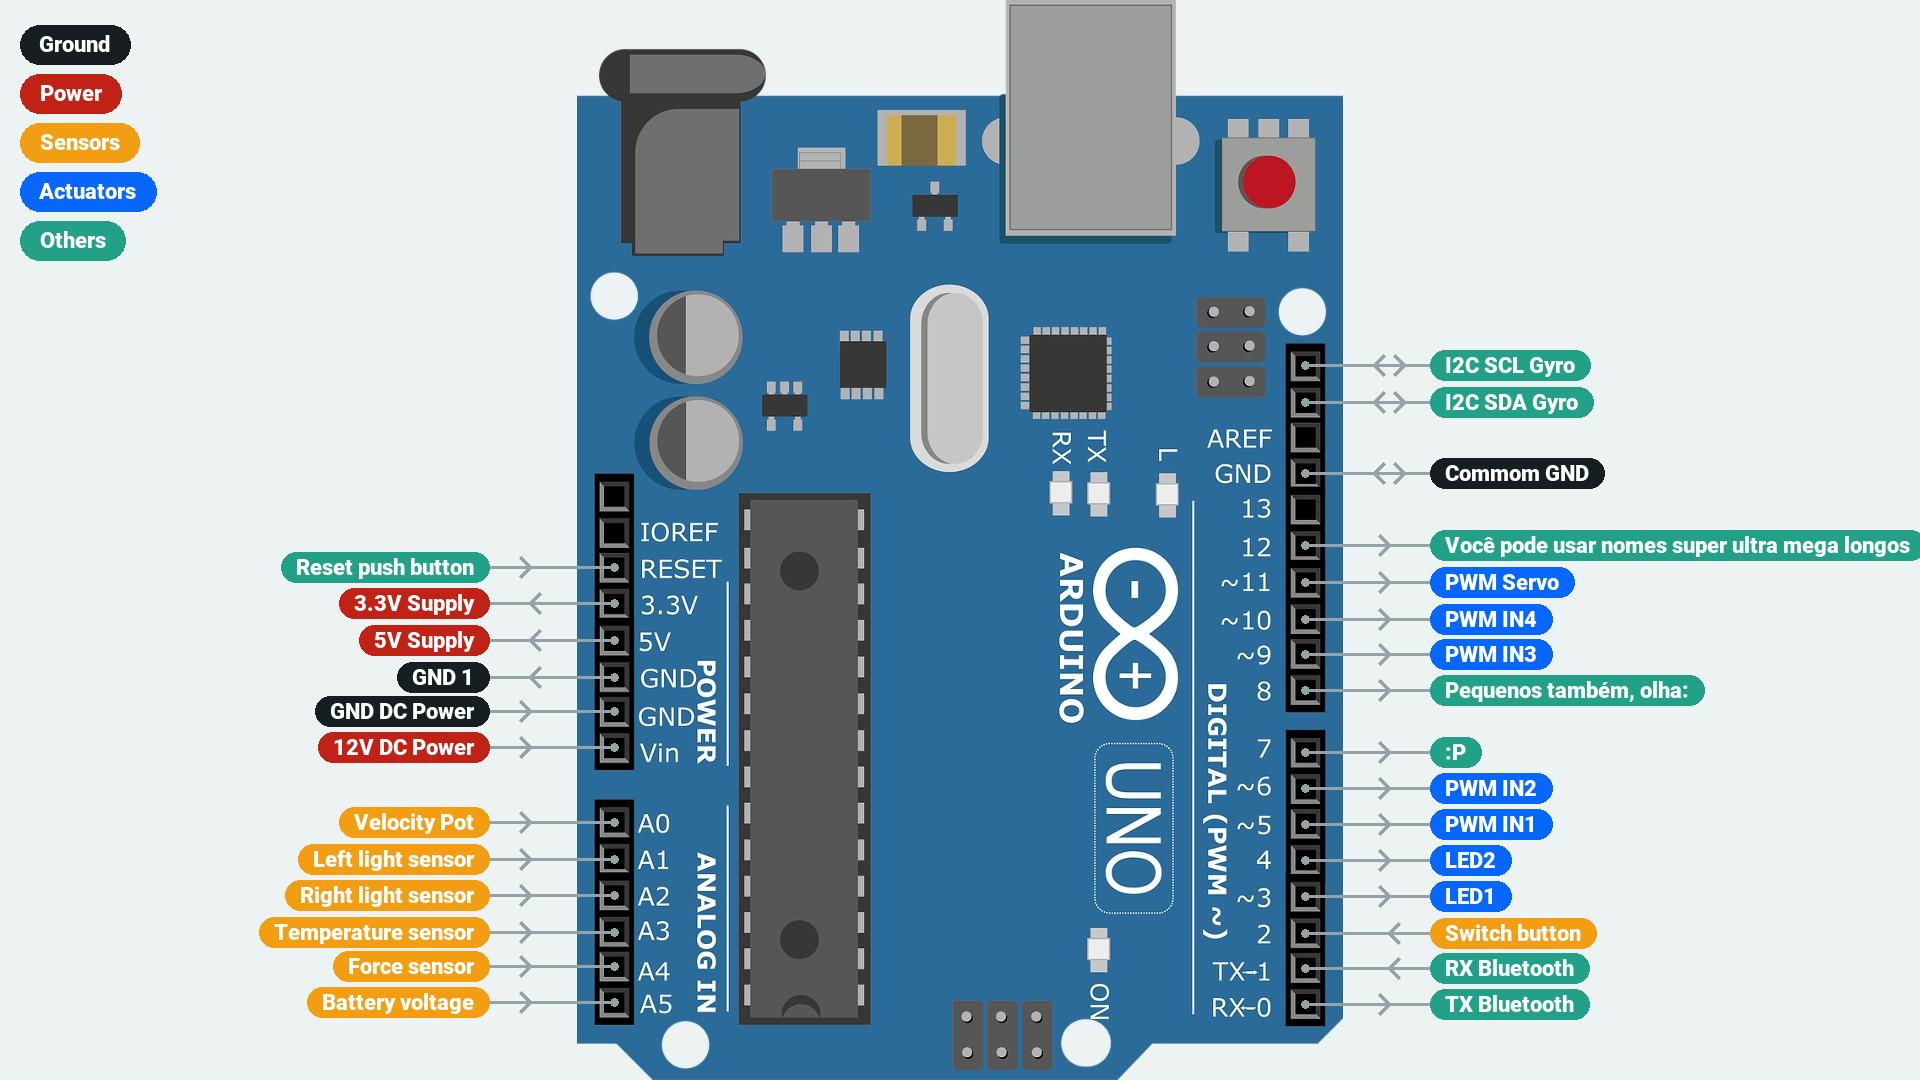 Ground
Power
Sensors
Actuators
Others
Reset push button
3.3V Supply
5V Supply
GND 1
GND DC Power
12V DC Power
Velocity Pot
Left light sensor
Right light sensor
Temperature sensor
Force sensor
Battery voltage
IOREF
RESET
3.3V
5V
GND
GND
Vin
POWER
A0
A1
A2
A3
A4
A5
ANALOG IN
RX
TX
L
ARDUINO
UNO
ON
DIGITAL (PWM ~)
AREF
GND
13
12
~11
~10
~9
8
7
~6
~5
4
~3
2
TX→1
RX←0
I2C SCL Gyro
I2C SDA Gyro
Commom GND
Você pode usar nomes super ultra mega longos
PWM Servo
PWM IN4
PWM IN3
Pequenos também, olha:
:P
PWM IN2
PWM IN1
LED2
LED1
Switch button
RX Bluetooth
TX Bluetooth